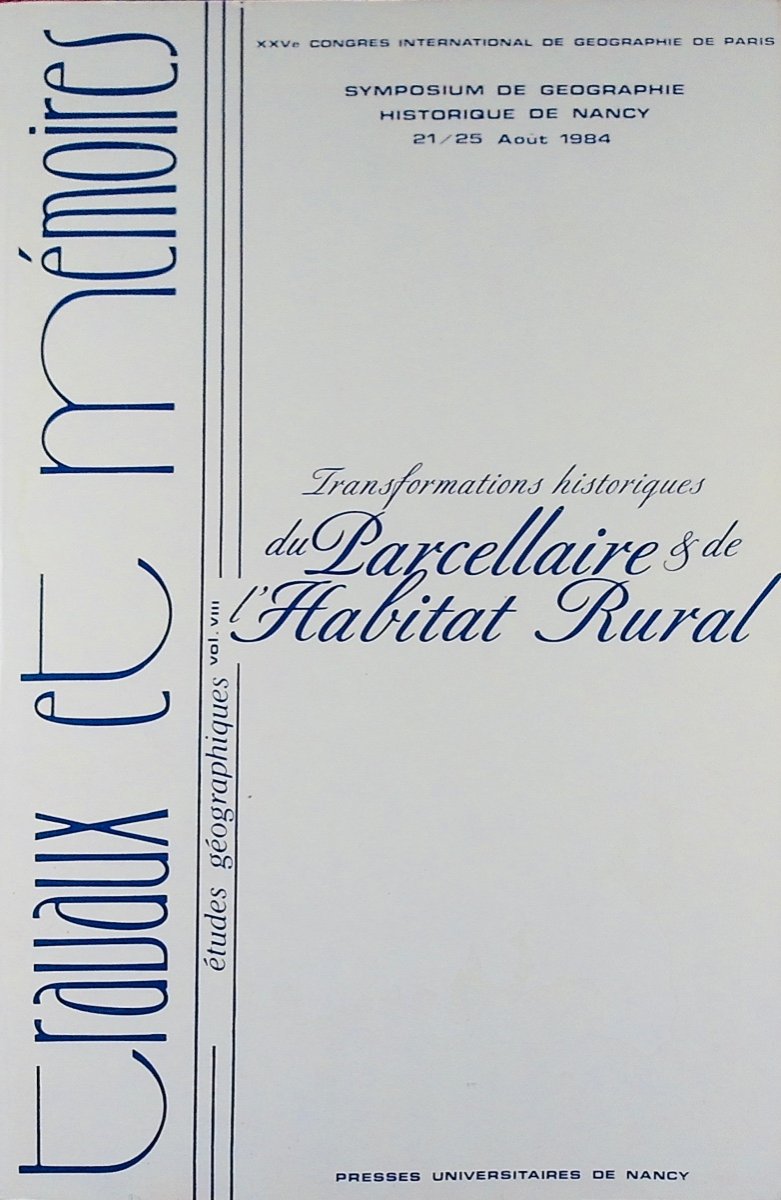 XXVe CONGRES INTERNATIONAL DE GEOGRAPHIE DE PARIS
SYMPOSIUM DE GEOGRAPHIE
HISTORIQUE DE NANCY
21/25 Août 1984
Travaux et Mémoires
études géographiques vol. VIII
Transformations historiques
du Parcellaire & de
l'Habitat Rural
PRESSES UNIVERSITAIRES DE NANCY